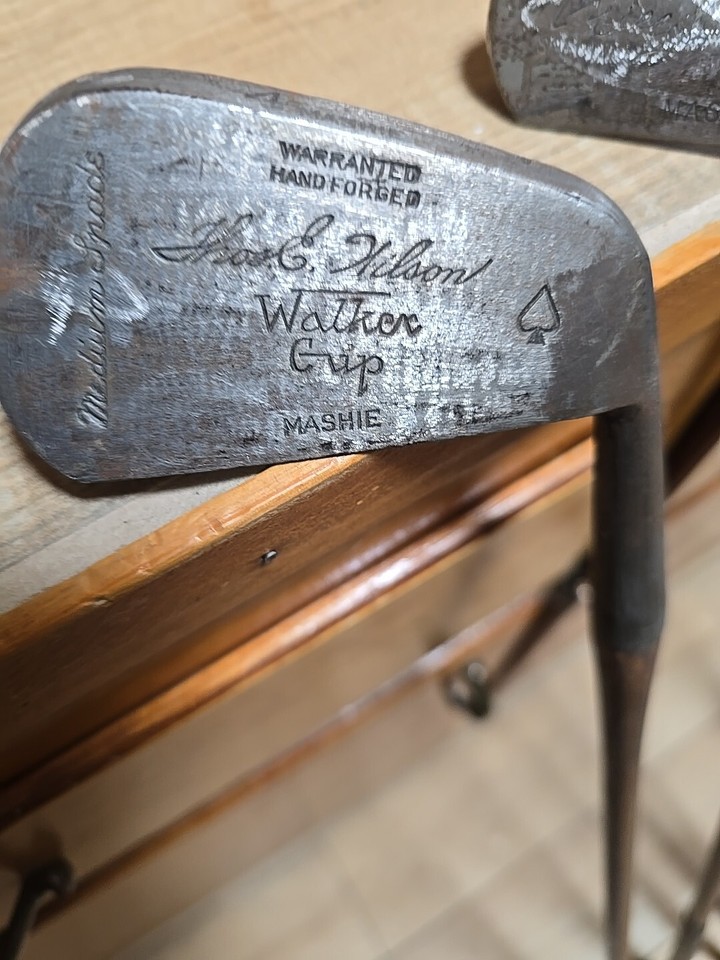 WARRANTED
HAND FORGED
Thos. E. Wilson
Walker
Grip
MASHIE
Medium Spade